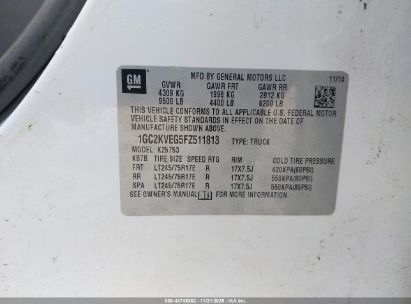 GM
MFD BY GENERAL MOTORS LLC 11/14
GVWR GAWR FRT GAWR RR
4309 KG 1996 KG 2812 KG
9500 LB 4400 LB 6200 LB
THIS VEHICLE CONFORMS TO ALL APPLICABLE U.S. FEDERAL MOTOR
VEHICLE SAFETY STANDARDS IN EFFECT ON THE DATE OF
MANUFACTURE SHOWN ABOVE.
1GC2KVEG5FZ511813 TYPE: TRUCK
MODEL: K25753
K87B TIRE SIZE SPEED RTG RIM COLD TIRE PRESSURE
FRT LT245/75R17E R 17X7.5J 420KPA(60PSI)
RR LT245/75R17E R 17X7.5J 550KPA(80PSI)
SPA LT245/75R17E R 17X7.5J 550KPA(80PSI)
SEE OWNER'S MANUAL FOR MORE INFORMATION.